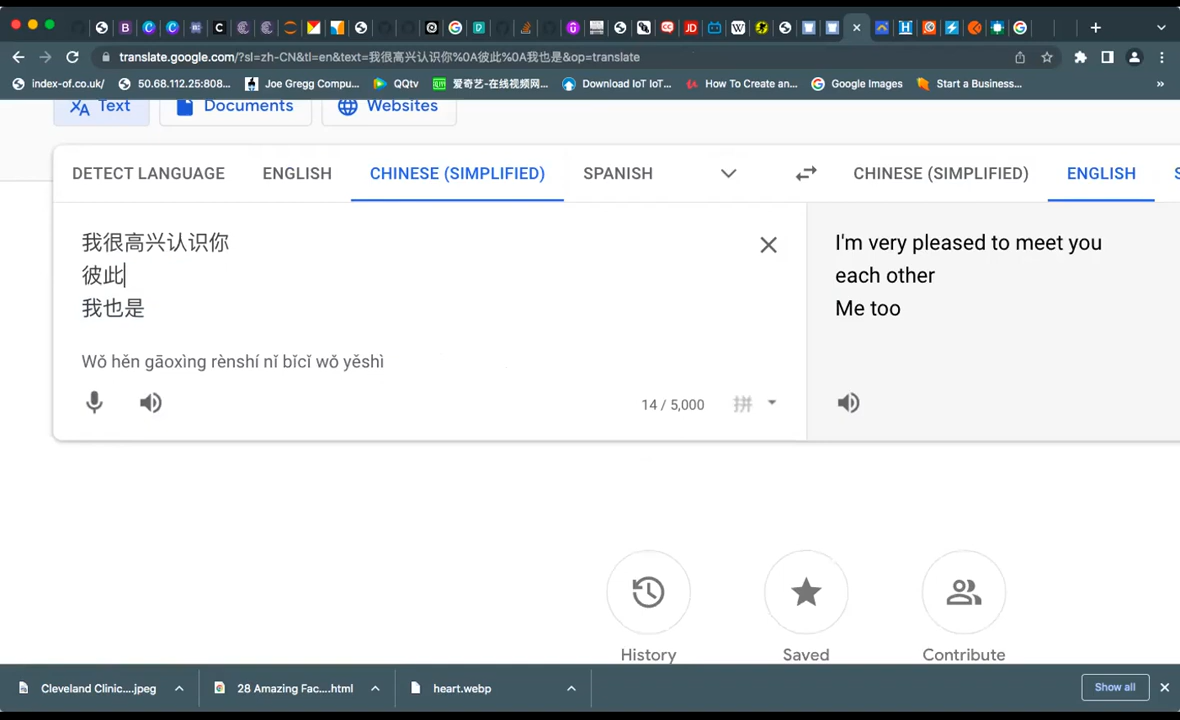 translate.google.com/?sl=zh-CN&tl=en&text=我很高兴认识你%0A彼此%0A我也是&op=translate
index-of.co.uk/ 50.68.112.25:808... Joe Gregg Compu... QQtv 爱奇艺-在线视频网... Download IoT IoT... How To Create an... Google Images Start a Business... »
Text Documents Websites
DETECT LANGUAGE ENGLISH CHINESE (SIMPLIFIED) SPANISH CHINESE (SIMPLIFIED) ENGLISH
我很高兴认识你
彼此
我也是
I'm very pleased to meet you
each other
Me too
Wǒ hěn gāoxìng rènshí nǐ bǐcǐ wǒ yěshì
14 / 5,000 拼
History Saved Contribute
Cleveland Clinic....jpeg 28 Amazing Fac....html heart.webp Show all